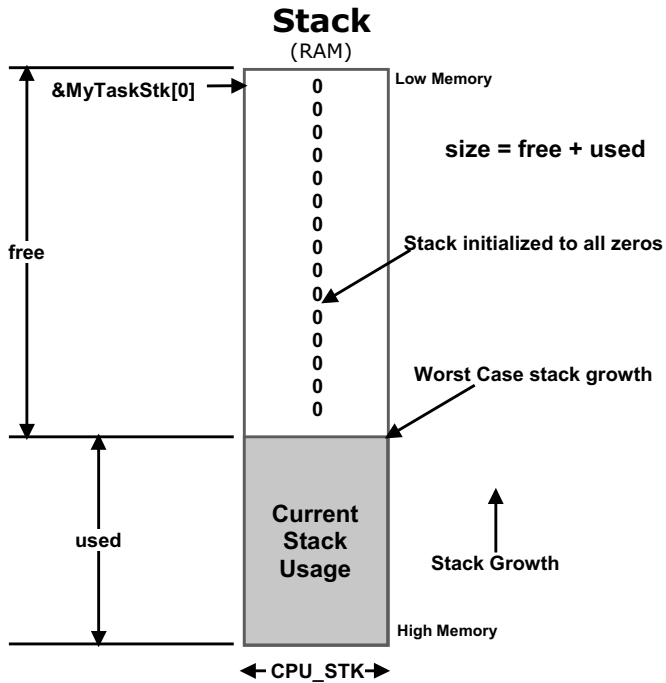 Stack
(RAM)
&MyTaskStk[0]
Low Memory
0
0
0
0
size = free + used
0
0
0
0
free
Stack initialized to all zeros
0
0
0
0
0
0
0
Worst Case stack growth
Current
Stack
Usage
used
Stack Growth
High Memory
CPU_STK